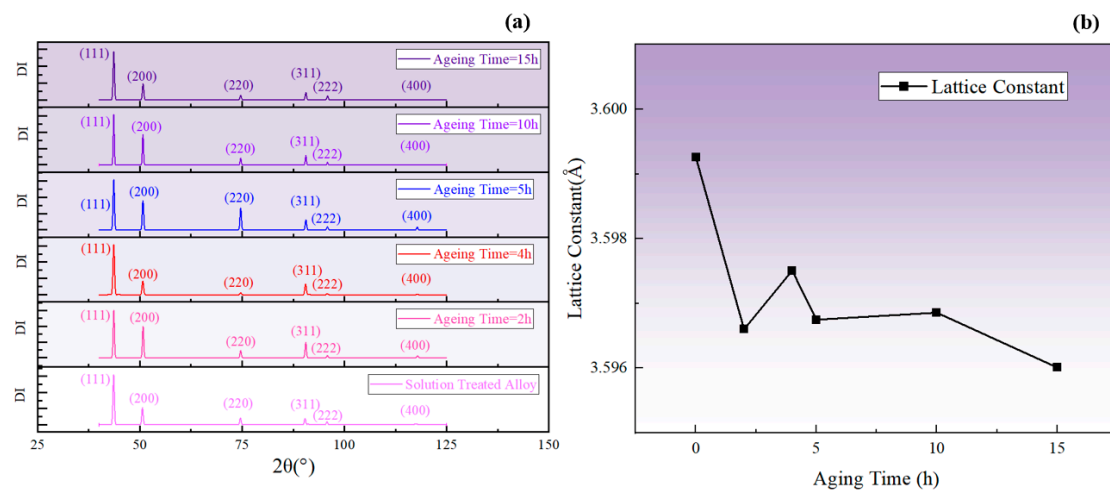 (a)
DI
(111)
(200)
(220)
(311)
(222)
(400)
Ageing Time=15h
DI
(111)
(200)
(220)
(311)
(222)
(400)
Ageing Time=10h
DI
(111)
(200)
(220)
(311)
(222)
(400)
Ageing Time=5h
DI
(111)
(200)
(220)
(311)
(222)
(400)
Ageing Time=4h
DI
(111)
(200)
(220)
(311)
(222)
(400)
Ageing Time=2h
DI
(111)
(200)
(220)
(311)
(222)
(400)
Solution Treated Alloy
25 50 75 100 125 150
2θ(°)
(b)
Lattice Constant
Lattice Constant(Å)
3.600
3.598
3.596
0 5 10 15
Aging Time (h)